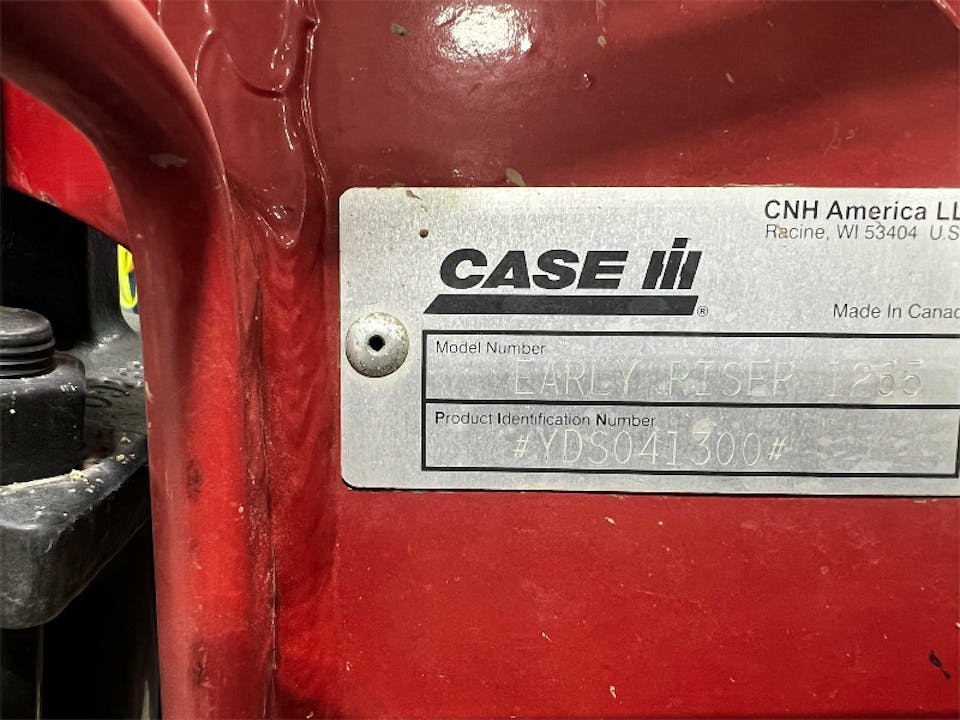 CNH America LL
Racine, WI 53404 U.S
CASE IH®
Made In Canad
Model Number
EARLY RISER 1265
Product Identification Number
#YDS041300#